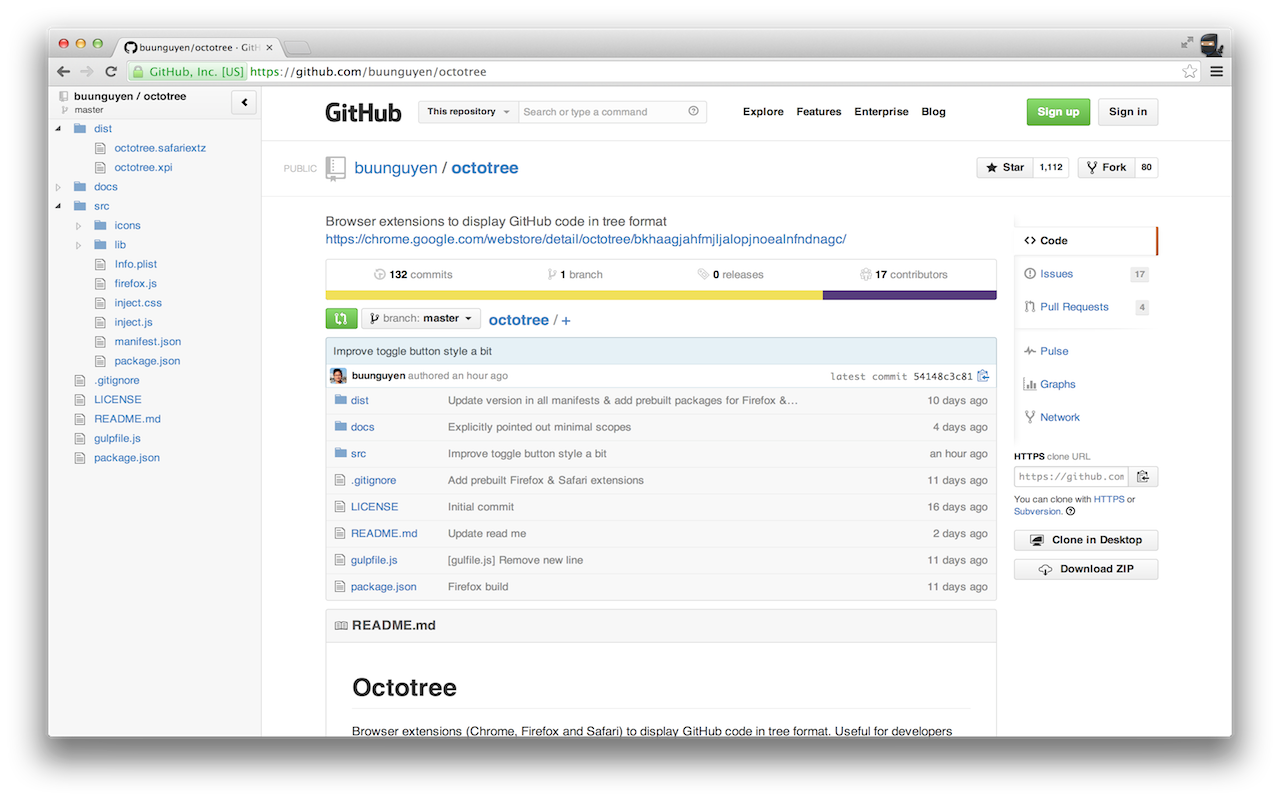 buunguyen/octotree · GitH
GitHub, Inc. [US] https://github.com/buunguyen/octotree
buunguyen / octotree
master
dist
octotree.safariextz
octotree.xpi
docs
src
icons
lib
Info.plist
firefox.js
inject.css
inject.js
manifest.json
package.json
.gitignore
LICENSE
README.md
gulpfile.js
package.json
GitHub This repository Search or type a command Explore Features Enterprise Blog Sign up Sign in
PUBLIC buunguyen / octotree Star 1,112 Fork 80
Browser extensions to display GitHub code in tree format
https://chrome.google.com/webstore/detail/octotree/bkhaagjahfmjljalopjnoealnfndnagc/
132 commits 1 branch 0 releases 17 contributors
branch: master octotree / +
Improve toggle button style a bit
buunguyen authored an hour ago latest commit 54148c3c81
dist Update version in all manifests & add prebuilt packages for Firefox &… 10 days ago
docs Explicitly pointed out minimal scopes 4 days ago
src Improve toggle button style a bit an hour ago
.gitignore Add prebuilt Firefox & Safari extensions 11 days ago
LICENSE Initial commit 16 days ago
README.md Update read me 2 days ago
gulpfile.js [gulfile.js] Remove new line 11 days ago
package.json Firefox build 11 days ago
README.md
Octotree
Browser extensions (Chrome, Firefox and Safari) to display GitHub code in tree format. Useful for developers
Code
Issues 17
Pull Requests 4
Pulse
Graphs
Network
HTTPS clone URL
https://github.com
You can clone with HTTPS or
Subversion.
Clone in Desktop
Download ZIP